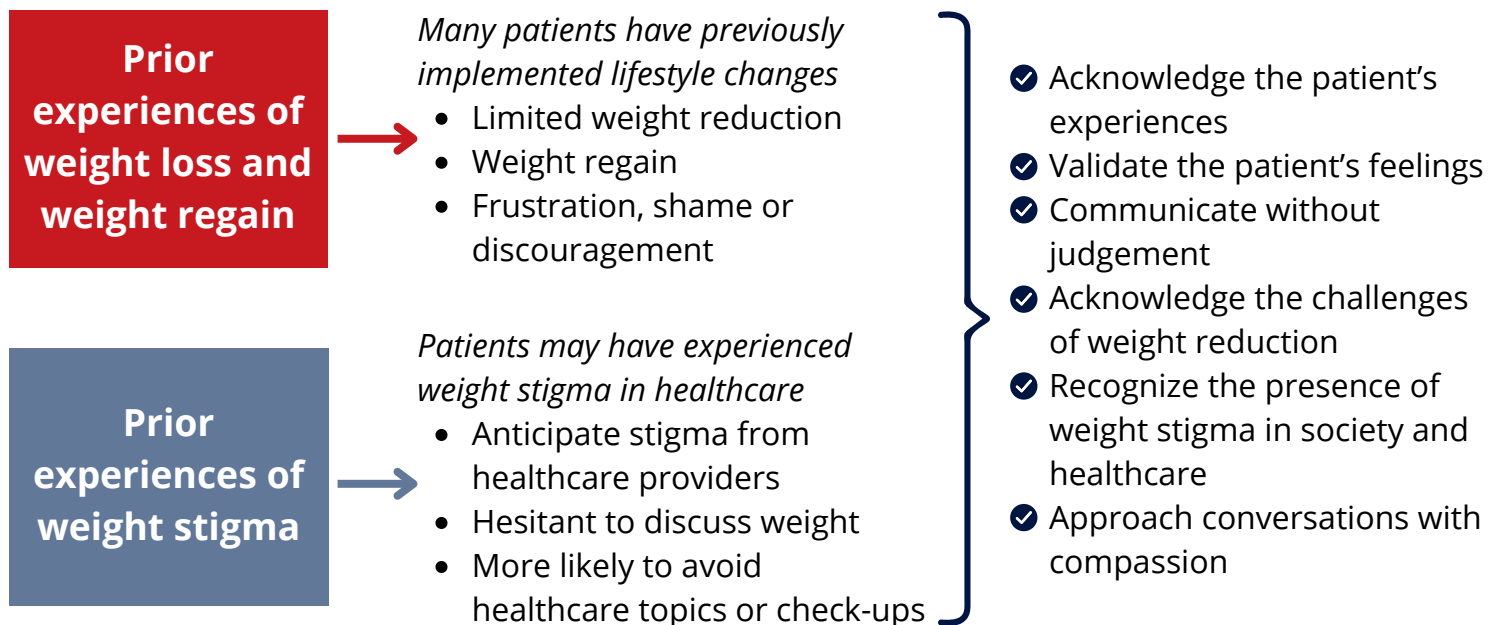 Prior
experiences of
weight loss and
weight regain
Many patients have previously
implemented lifestyle changes
• Limited weight reduction
• Weight regain
• Frustration, shame or
discouragement
Prior
experiences of
weight stigma
Patients may have experienced
weight stigma in healthcare
• Anticipate stigma from
healthcare providers
• Hesitant to discuss weight
• More likely to avoid
healthcare topics or check-ups
Acknowledge the patient’s
experiences
Validate the patient’s feelings
Communicate without
judgement
Acknowledge the challenges
of weight reduction
Recognize the presence of
weight stigma in society and
healthcare
Approach conversations with
compassion